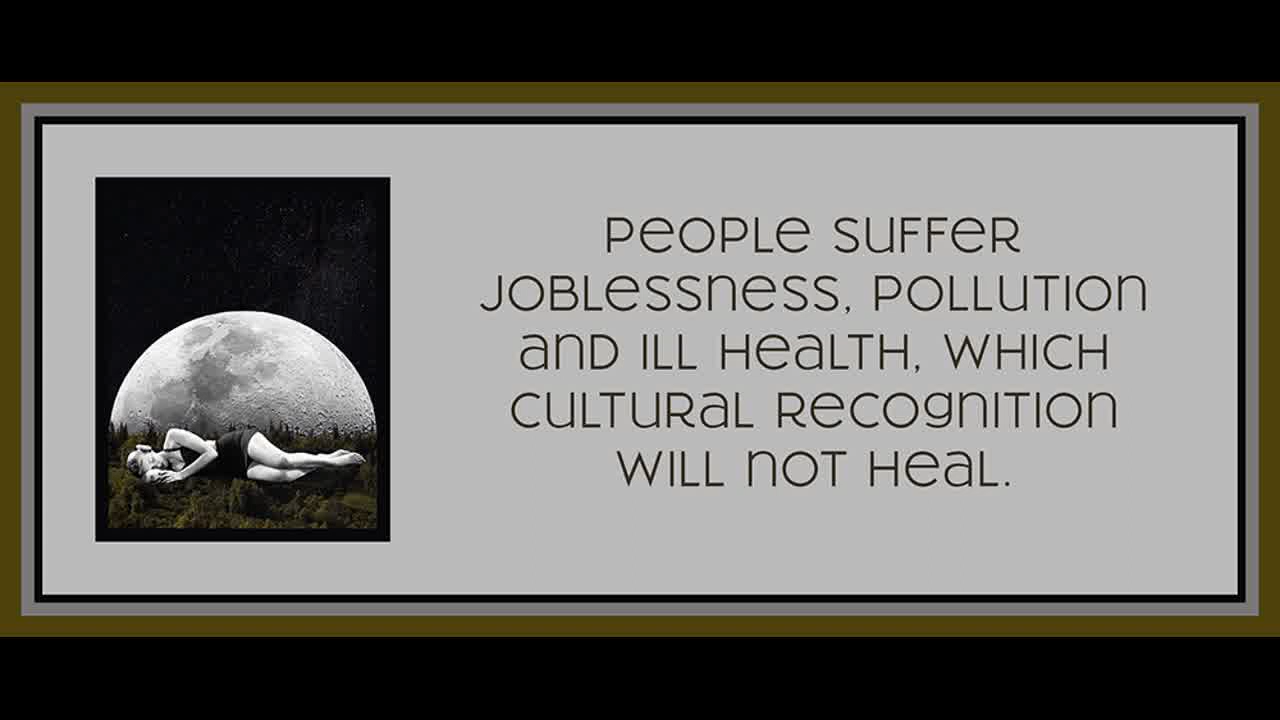 PEOPLE SUFFER
JOBLESSNESS, POLLUTION
AND ILL HEALTH, WHICH
CULTURAL RECOGNITION
WILL NOT HEAL.